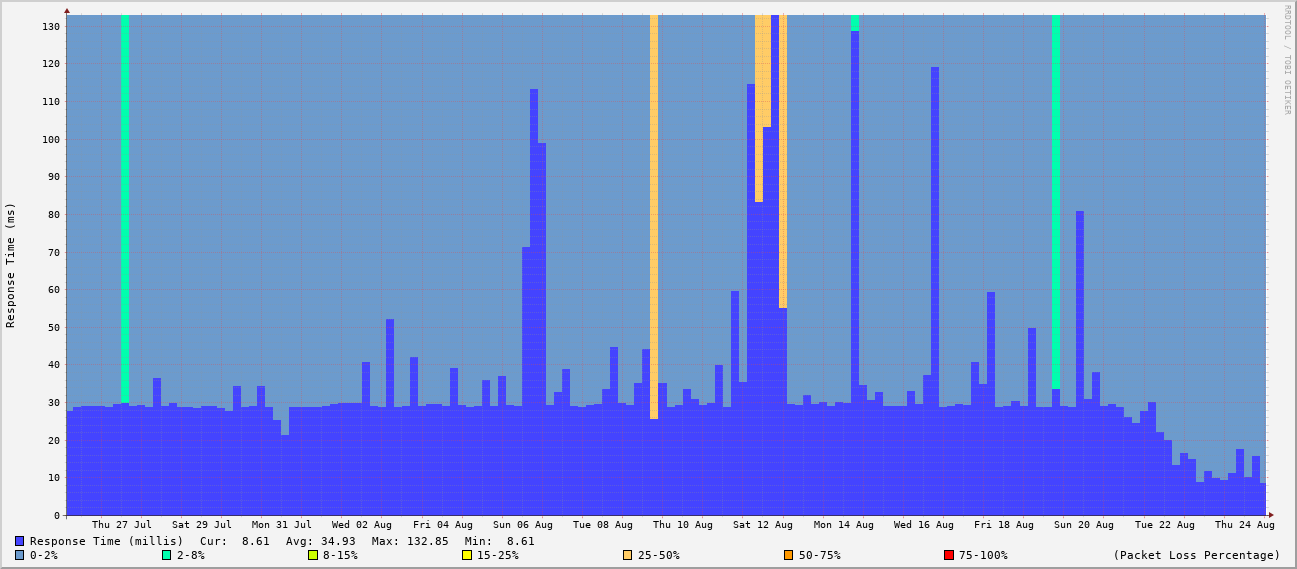 RRDTOOL / TOBI OETIKER
Response Time (ms)
130
120
110
100
90
80
70
60
50
40
30
20
10
0
Thu 27 Jul Sat 29 Jul Mon 31 Jul Wed 02 Aug Fri 04 Aug Sun 06 Aug Tue 08 Aug Thu 10 Aug Sat 12 Aug Mon 14 Aug Wed 16 Aug Fri 18 Aug Sun 20 Aug Tue 22 Aug Thu 24 Aug
Response Time (millis) Cur: 8.61 Avg: 34.93 Max: 132.85 Min: 8.61
0-2% 2-8% 8-15% 15-25% 25-50% 50-75% 75-100% (Packet Loss Percentage)